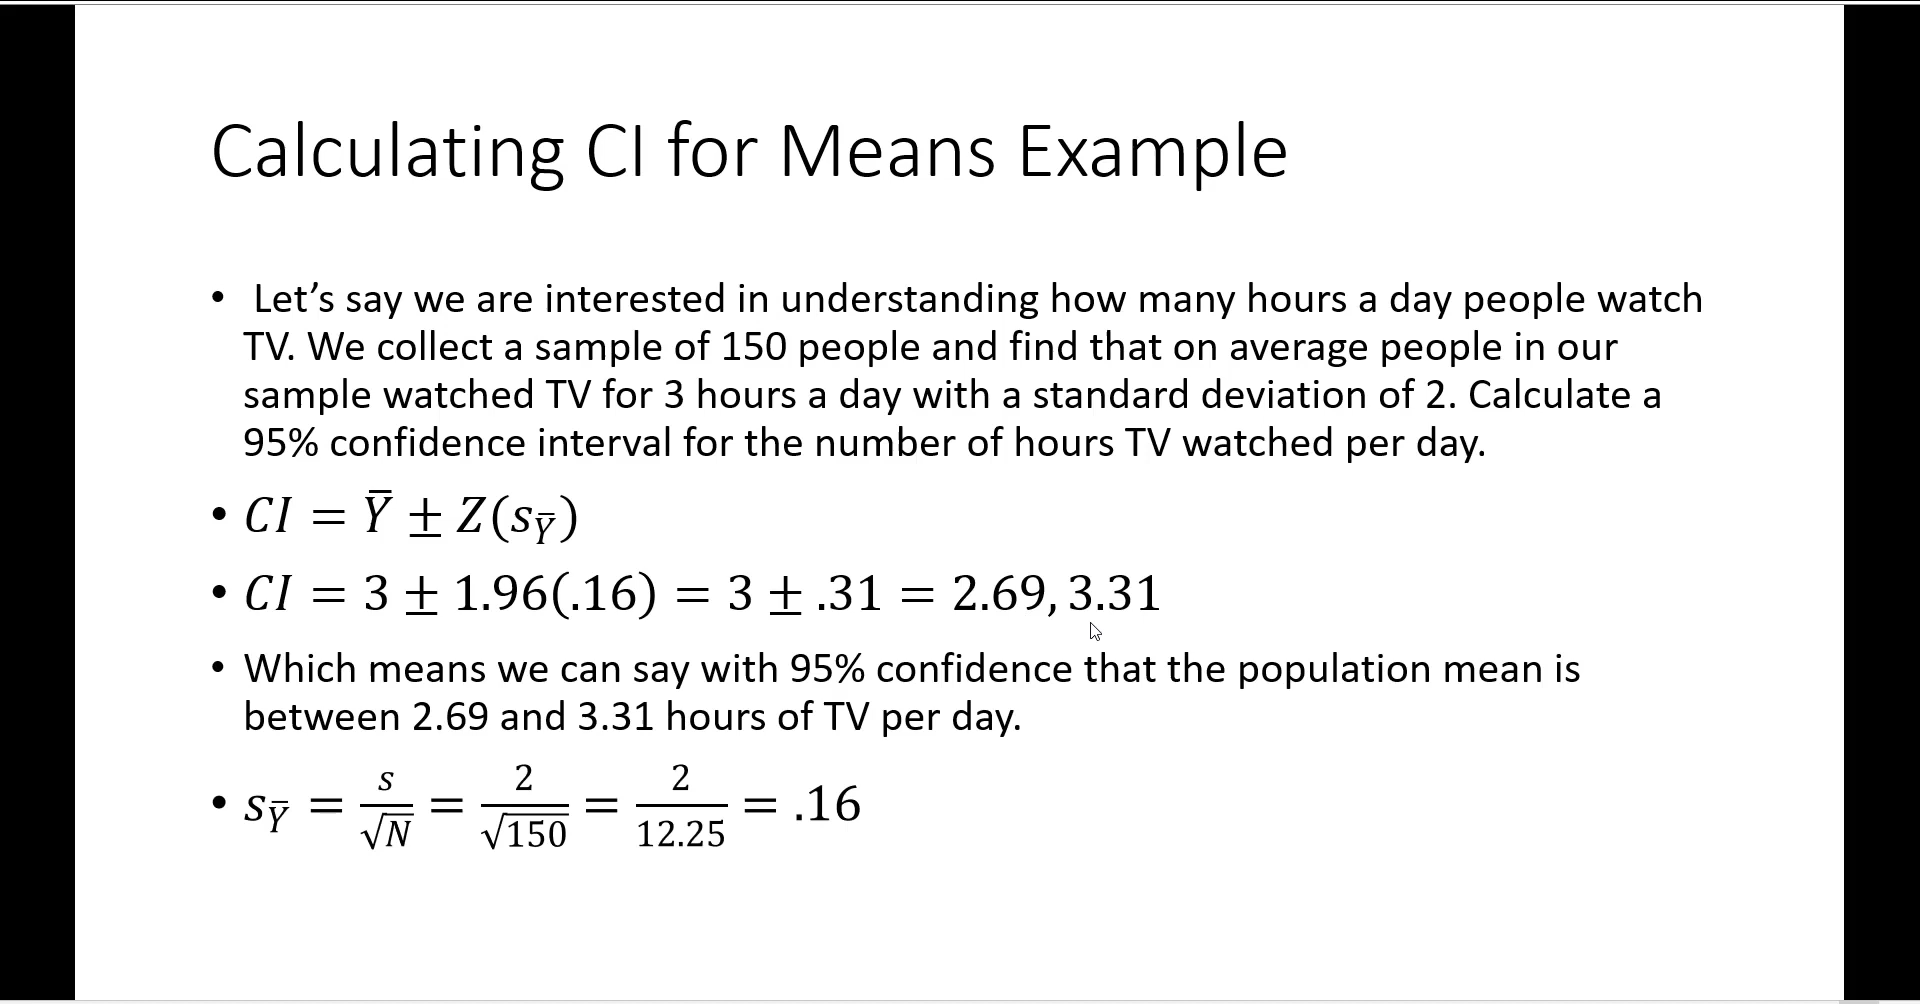 Calculating CI for Means Example
• Let’s say we are interested in understanding how many hours a day people watch
TV. We collect a sample of 150 people and find that on average people in our
sample watched TV for 3 hours a day with a standard deviation of 2. Calculate a
95% confidence interval for the number of hours TV watched per day.
• CI = Y̅ ± Z(s_Y̅)
• CI = 3 ± 1.96(.16) = 3 ± .31 = 2.69, 3.31
• Which means we can say with 95% confidence that the population mean is
between 2.69 and 3.31 hours of TV per day.
• s_Y̅ = s/√N = 2/√150 = 2/12.25 = .16